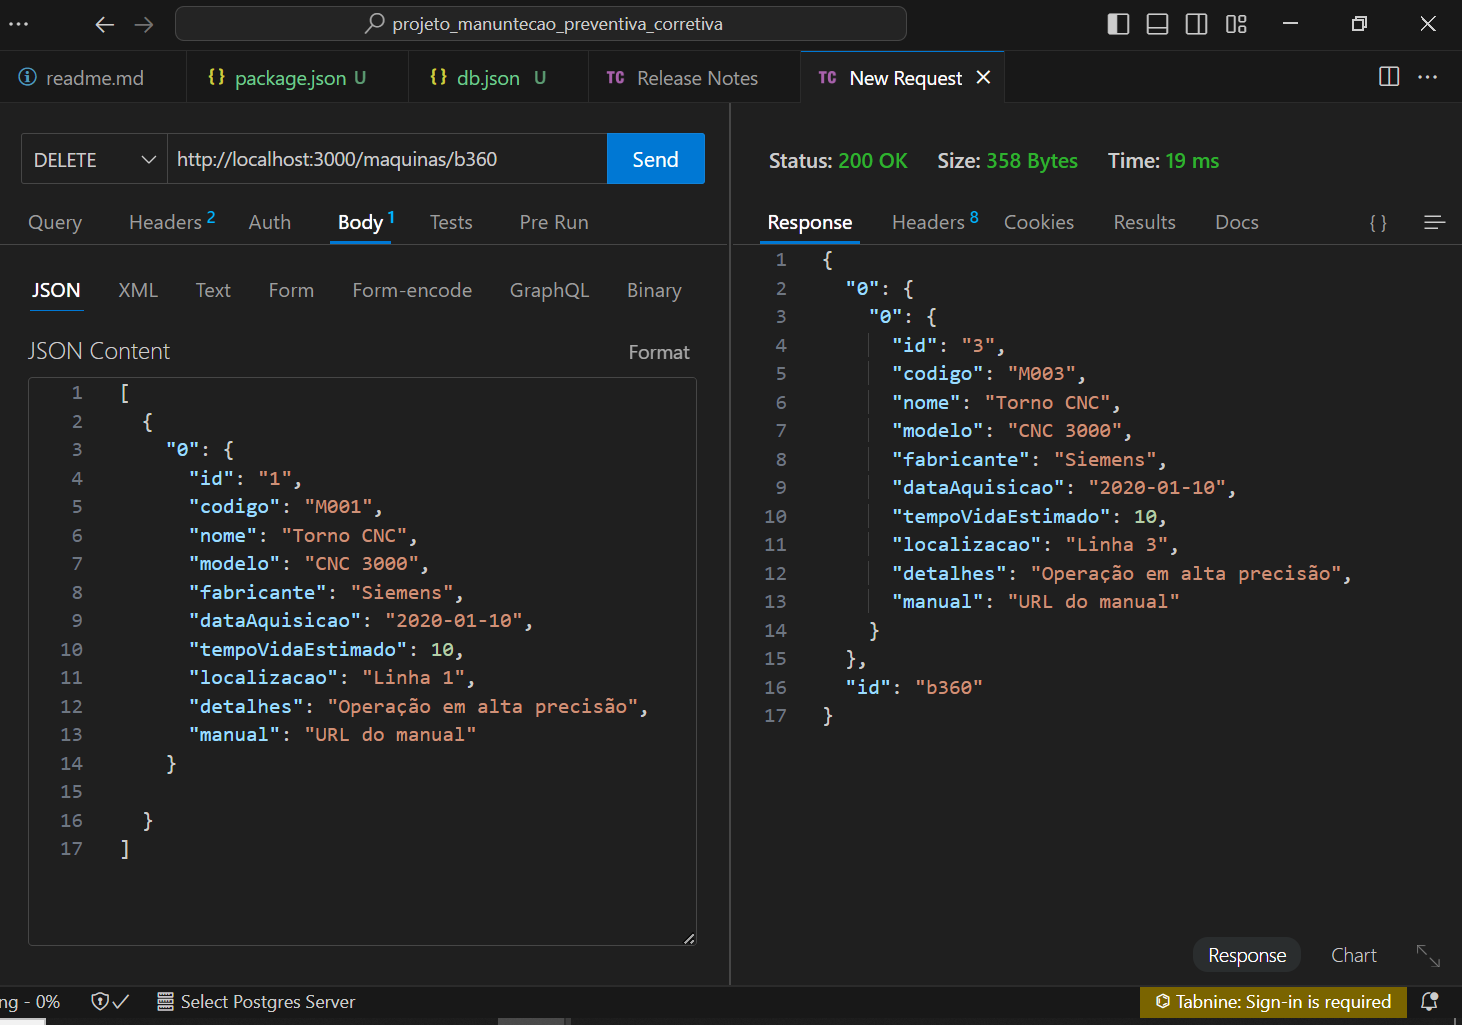 projeto_manuntecao_preventiva_corretiva
readme.md
{} package.json U
{} db.json U
TC Release Notes
TC New Request
DELETE
http://localhost:3000/maquinas/b360
Send
Query
Headers 2
Auth
Body 1
Tests
Pre Run
JSON
XML
Text
Form
Form-encode
GraphQL
Binary
JSON Content
Format
1 [
2 {
3 "0": {
4 "id": "1",
5 "codigo": "M001",
6 "nome": "Torno CNC",
7 "modelo": "CNC 3000",
8 "fabricante": "Siemens",
9 "dataAquisicao": "2020-01-10",
10 "tempoVidaEstimado": 10,
11 "localizacao": "Linha 1",
12 "detalhes": "Operação em alta precisão",
13 "manual": "URL do manual"
14 }
15
16 }
17 ]
Status: 200 OK Size: 358 Bytes Time: 19 ms
Response
Headers 8
Cookies
Results
Docs
{ }
1 {
2 "0": {
3 "0": {
4 "id": "3",
5 "codigo": "M003",
6 "nome": "Torno CNC",
7 "modelo": "CNC 3000",
8 "fabricante": "Siemens",
9 "dataAquisicao": "2020-01-10",
10 "tempoVidaEstimado": 10,
11 "localizacao": "Linha 3",
12 "detalhes": "Operação em alta precisão",
13 "manual": "URL do manual"
14 }
15 },
16 "id": "b360"
17 }
Response
Chart
ng - 0%
Select Postgres Server
Tabnine: Sign-in is required